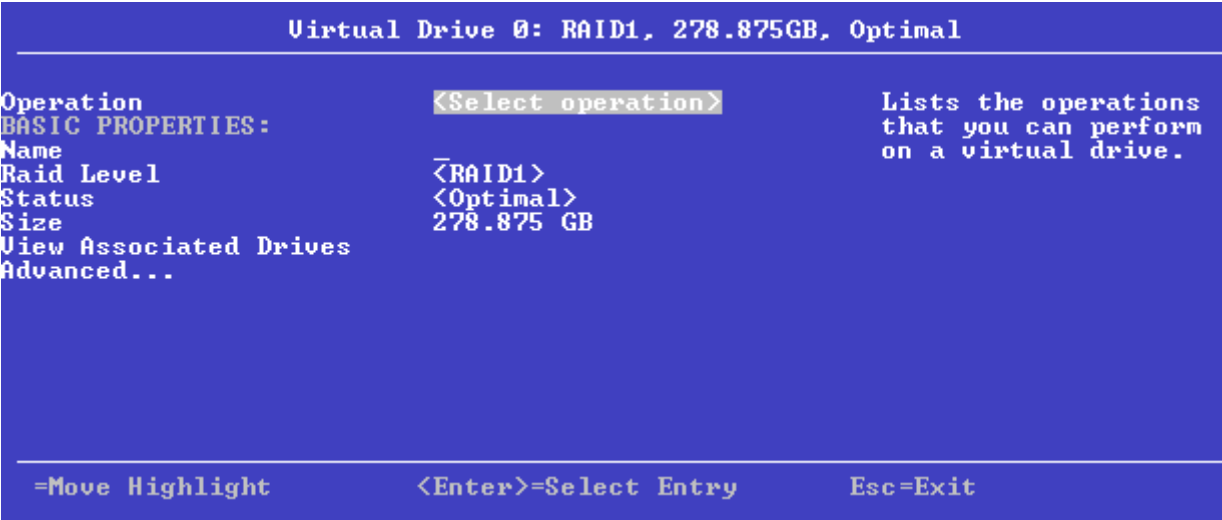 Virtual Drive 0: RAID1, 278.875GB, Optimal
Operation <Select operation> Lists the operations
BASIC PROPERTIES: that you can perform
Name _ on a virtual drive.
Raid Level <RAID1>
Status <Optimal>
Size 278.875 GB
View Associated Drives
Advanced...
=Move Highlight <Enter>=Select Entry Esc=Exit